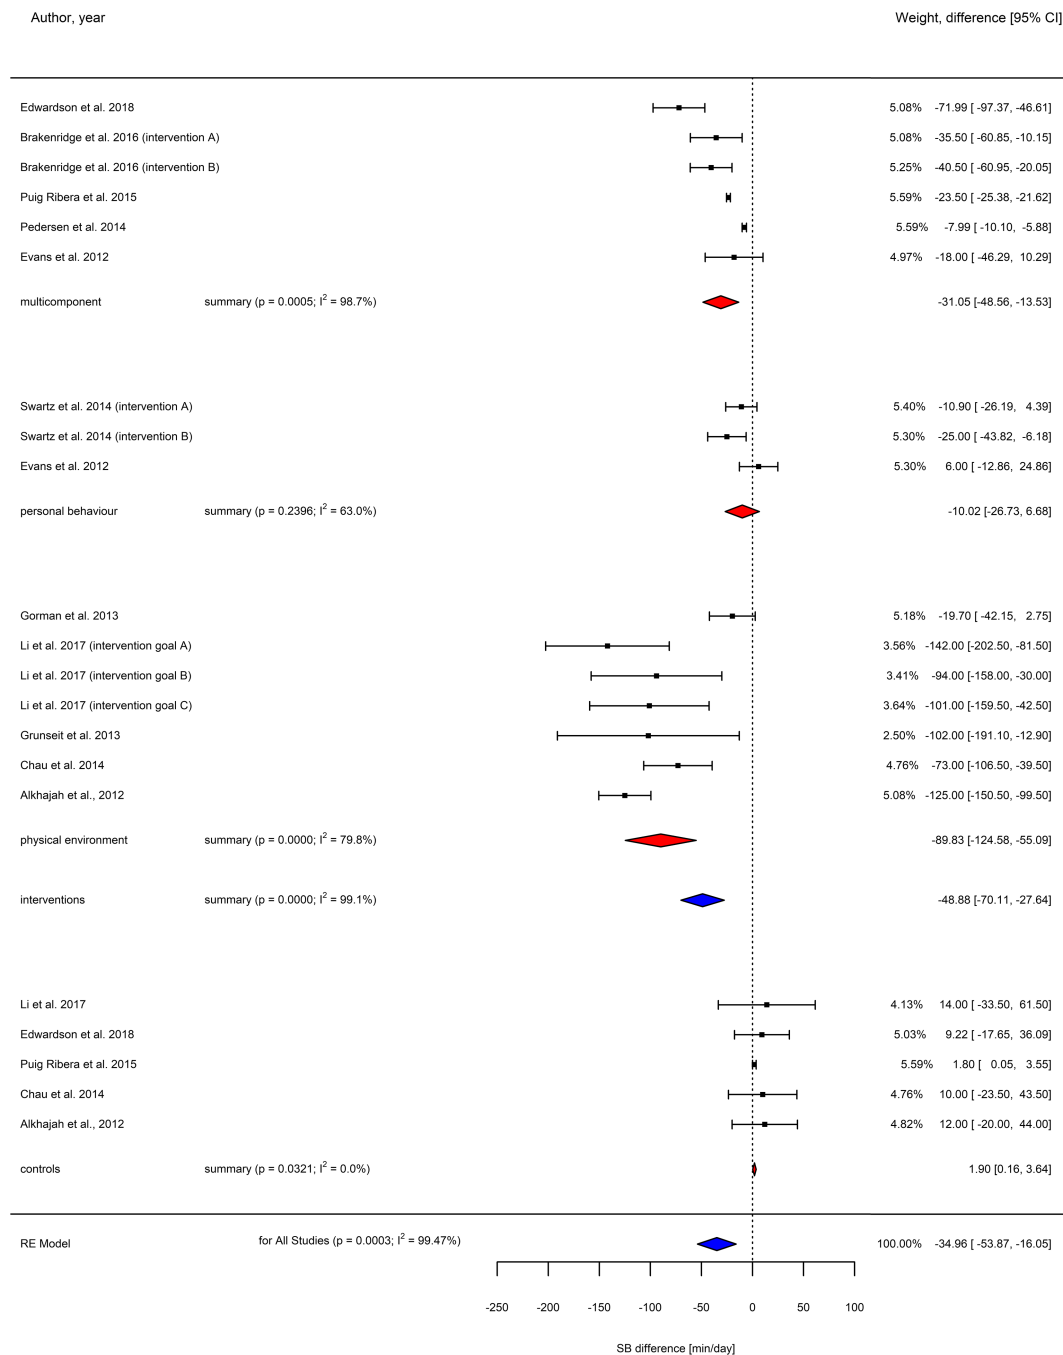 Author, year Weight, difference [95% CI]
Edwardson et al. 2018 5.08% -71.99 [ -97.37, -46.61]
Brakenridge et al. 2016 (intervention A) 5.08% -35.50 [ -60.85, -10.15]
Brakenridge et al. 2016 (intervention B) 5.25% -40.50 [ -60.95, -20.05]
Puig Ribera et al. 2015 5.59% -23.50 [ -25.38, -21.62]
Pedersen et al. 2014 5.59% -7.99 [ -10.10, -5.88]
Evans et al. 2012 4.97% -18.00 [ -46.29, 10.29]
multicomponent summary (p = 0.0005; I² = 98.7%) -31.05 [-48.56, -13.53]
Swartz et al. 2014 (intervention A) 5.40% -10.90 [ -26.19, 4.39]
Swartz et al. 2014 (intervention B) 5.30% -25.00 [ -43.82, -6.18]
Evans et al. 2012 5.30% 6.00 [ -12.86, 24.86]
personal behaviour summary (p = 0.2396; I² = 63.0%) -10.02 [-26.73, 6.68]
Gorman et al. 2013 5.18% -19.70 [ -42.15, 2.75]
Li et al. 2017 (intervention goal A) 3.56% -142.00 [-202.50, -81.50]
Li et al. 2017 (intervention goal B) 3.41% -94.00 [-158.00, -30.00]
Li et al. 2017 (intervention goal C) 3.64% -101.00 [-159.50, -42.50]
Grunseit et al. 2013 2.50% -102.00 [-191.10, -12.90]
Chau et al. 2014 4.76% -73.00 [-106.50, -39.50]
Alkhajah et al., 2012 5.08% -125.00 [-150.50, -99.50]
physical environment summary (p = 0.0000; I² = 79.8%) -89.83 [-124.58, -55.09]
interventions summary (p = 0.0000; I² = 99.1%) -48.88 [-70.11, -27.64]
Li et al. 2017 4.13% 14.00 [ -33.50, 61.50]
Edwardson et al. 2018 5.03% 9.22 [ -17.65, 36.09]
Puig Ribera et al. 2015 5.59% 1.80 [ 0.05, 3.55]
Chau et al. 2014 4.76% 10.00 [ -23.50, 43.50]
Alkhajah et al., 2012 4.82% 12.00 [ -20.00, 44.00]
controls summary (p = 0.0321; I² = 0.0%) 1.90 [0.16, 3.64]
RE Model for All Studies (p = 0.0003; I² = 99.47%) 100.00% -34.96 [ -53.87, -16.05]
-250 -200 -150 -100 -50 0 50 100
SB difference [min/day]